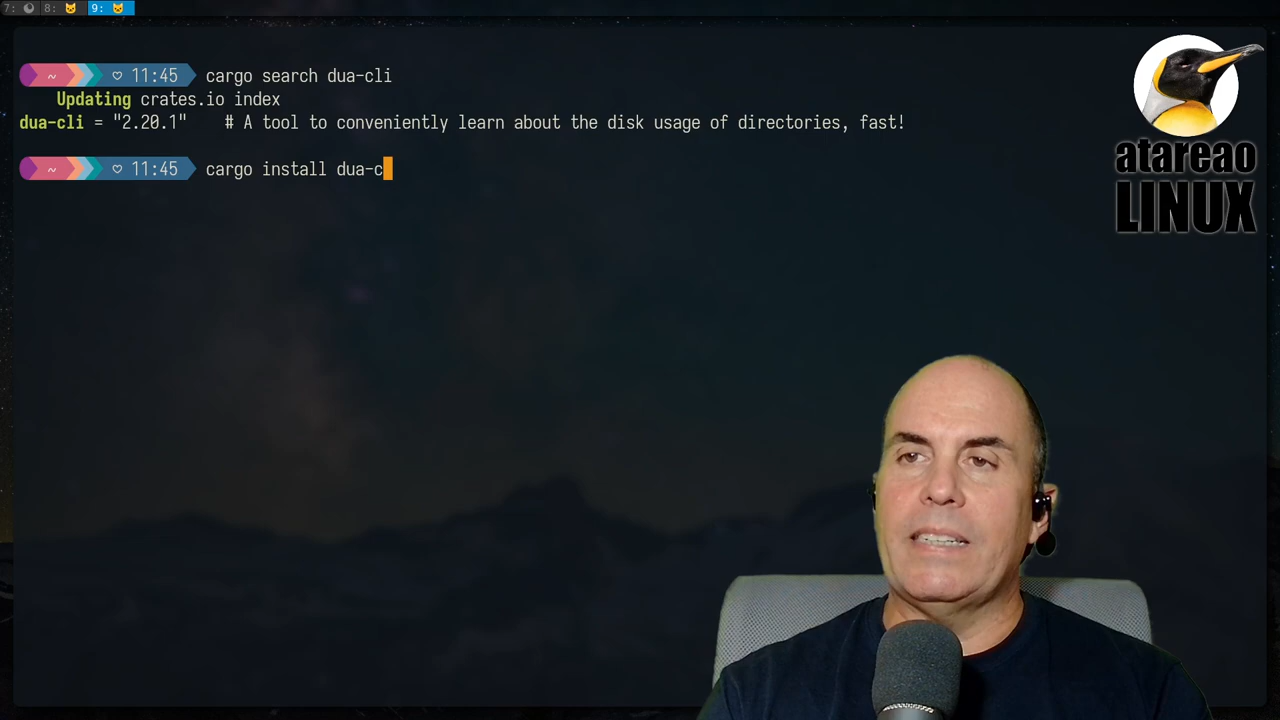 7: 8: 9:
~ ♡ 11:45 cargo search dua-cli
Updating crates.io index
dua-cli = "2.20.1" # A tool to conveniently learn about the disk usage of directories, fast!
~ ♡ 11:45 cargo install dua-c
atareao
LINUX